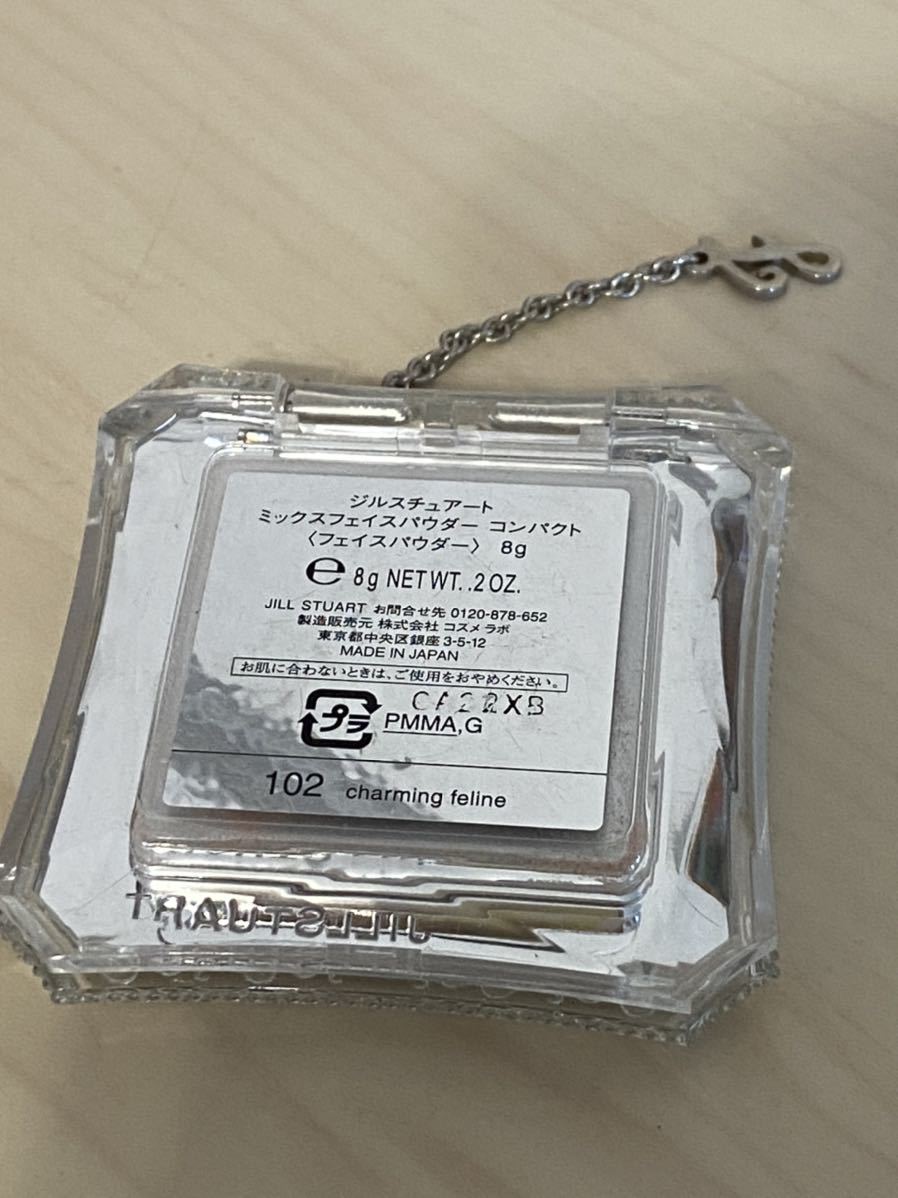 ジルスチュアート
ミックスフェイスパウダー コンパクト
〈フェイスパウダー〉 8g
℮ 8g NET WT. .2 OZ.
JILL STUART お問合せ先 0120-878-652
製造販売元 株式会社 コスメラボ
東京都中央区銀座 3-5-12
MADE IN JAPAN
お肌に合わないときは、ご使用をおやめください。
プラ PMMA,G
102 charming feline
JILLSTUART